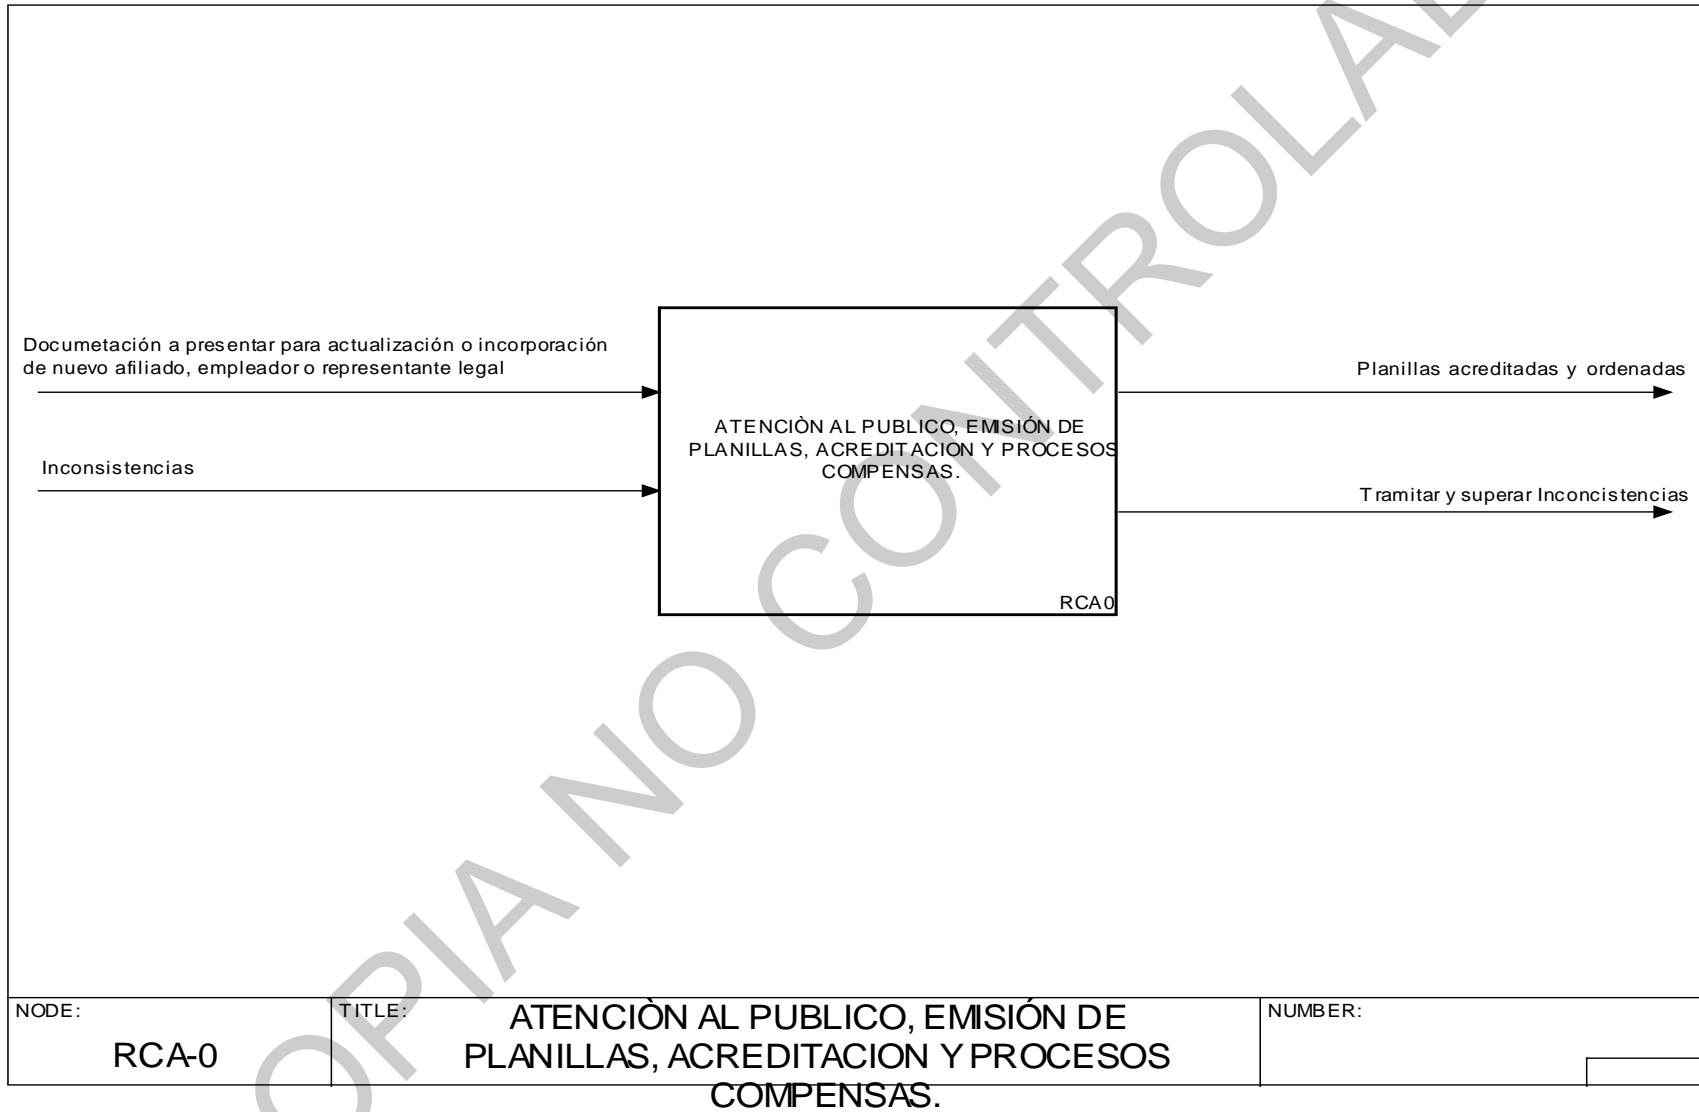 Documetación a presentar para actualización o incorporación
de nuevo afiliado, empleador o representante legal
Inconsistencias
ATENCIÒN AL PUBLICO, EMISIÓN DE
PLANILLAS, ACREDITACION Y PROCESOS
COMPENSAS.
RCA0
Planillas acreditadas y ordenadas
Tramitar y superar Inconcistencias
OPIA NO CONTROLAD
NODE:
RCA-0
TITLE:
ATENCIÒN AL PUBLICO, EMISIÓN DE
PLANILLAS, ACREDITACION Y PROCESOS
COMPENSAS.
NUMBER: